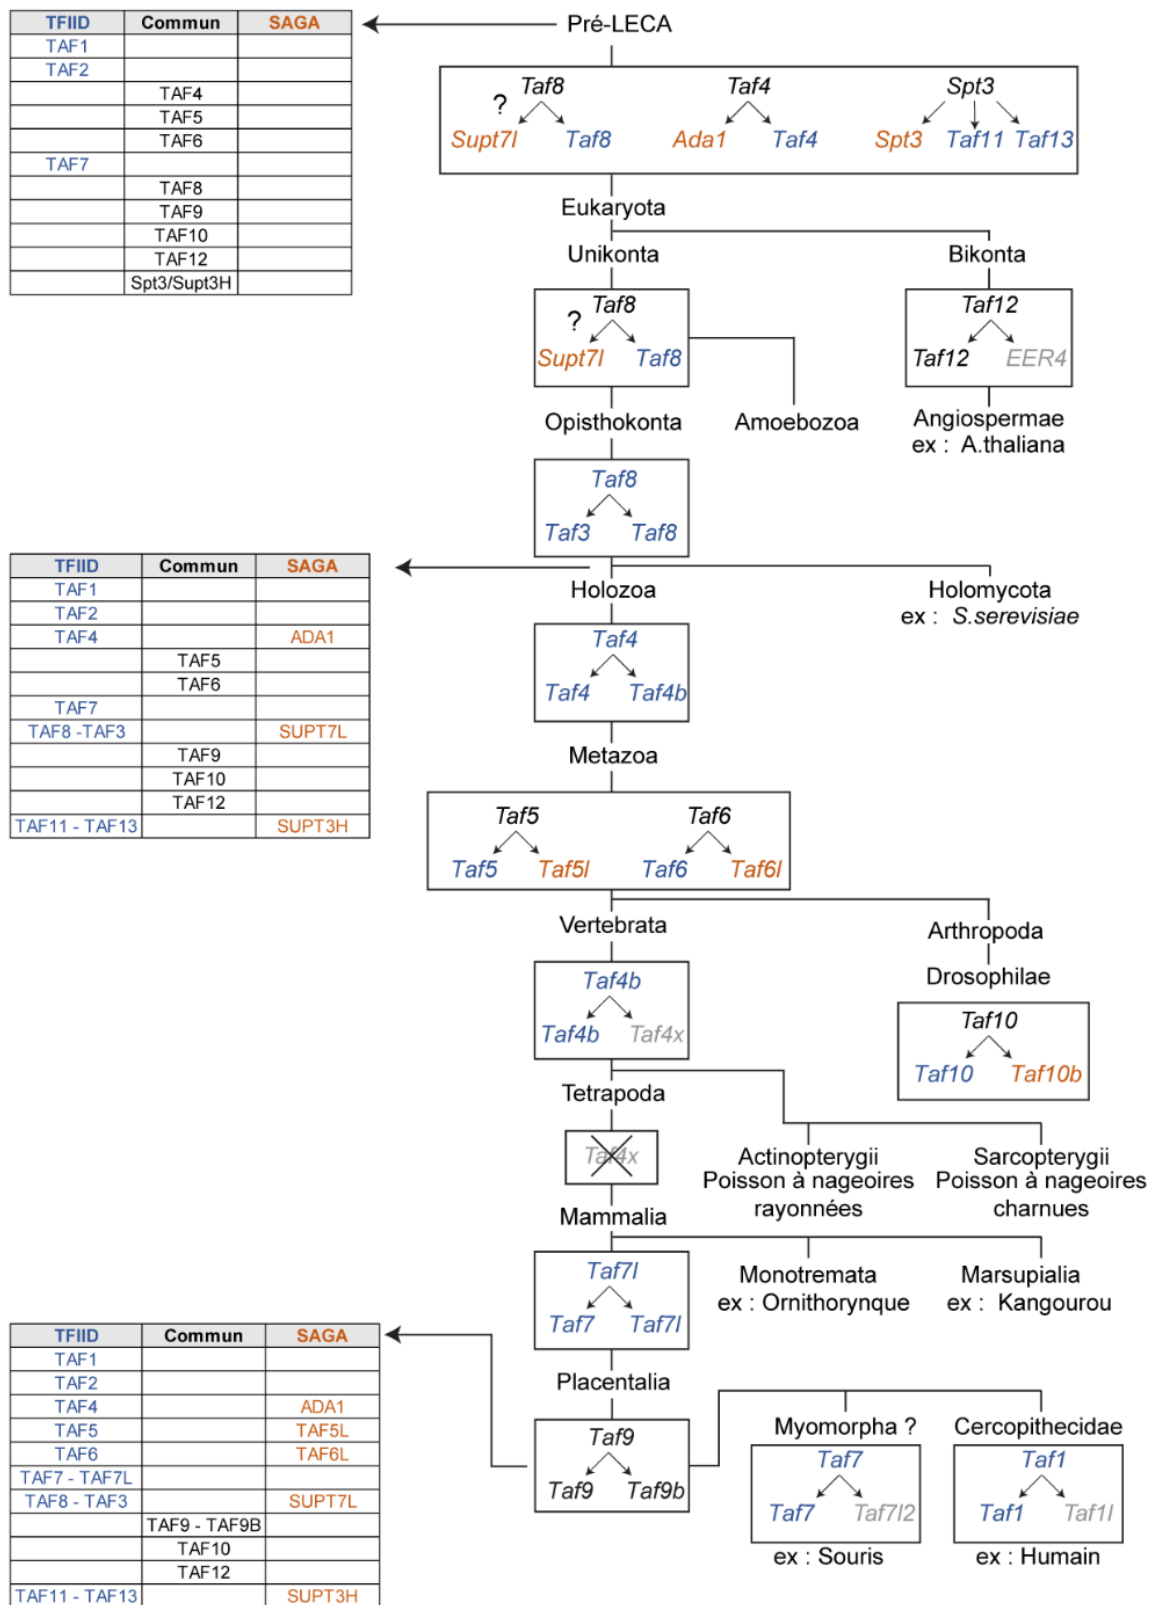 Pré-LECA
TFIID Commun SAGA
TAF1
TAF2
TAF4
TAF5
TAF6
TAF7
TAF8
TAF9
TAF10
TAF12
Spt3/Supt3H
Taf8 Taf4 Spt3
?
Supt7l Taf8 Ada1 Taf4 Spt3 Taf11 Taf13
Eukaryota
Unikonta Bikonta
Taf8 Taf12
?
Supt7l Taf8 Taf12 EER4
Opisthokonta Amoebozoa Angiospermae
ex : A.thaliana
Taf8
Taf3 Taf8
TFIID Commun SAGA
TAF1
TAF2
TAF4 ADA1
TAF5
TAF6
TAF7
TAF8 -TAF3 SUPT7L
TAF9
TAF10
TAF12
TAF11 - TAF13 SUPT3H
Holozoa Holomycota
ex : S.serevisiae
Taf4
Taf4 Taf4b
Metazoa
Taf5 Taf6
Taf5 Taf5l Taf6 Taf6l
Vertebrata Arthropoda
Drosophilae
Taf4b
Taf4b Taf4x
Taf10
Taf10 Taf10b
Tetrapoda
Taf4x
Actinopterygii Sarcopterygii
Poisson à nageoires Poisson à nageoires
rayonnées charnues
Mammalia
Taf7l
Taf7 Taf7l
Monotremata Marsupialia
ex : Ornithorynque ex : Kangourou
Placentalia
TFIID Commun SAGA
TAF1
TAF2
TAF4 ADA1
TAF5 TAF5L
TAF6 TAF6L
TAF7 - TAF7L
TAF8 - TAF3 SUPT7L
TAF9 - TAF9B
TAF10
TAF12
TAF11 - TAF13 SUPT3H
Taf9
Taf9 Taf9b
Myomorpha ? Cercopithecidae
Taf7 Taf1
Taf7 Taf7l2 Taf1 Taf1l
ex : Souris ex : Humain